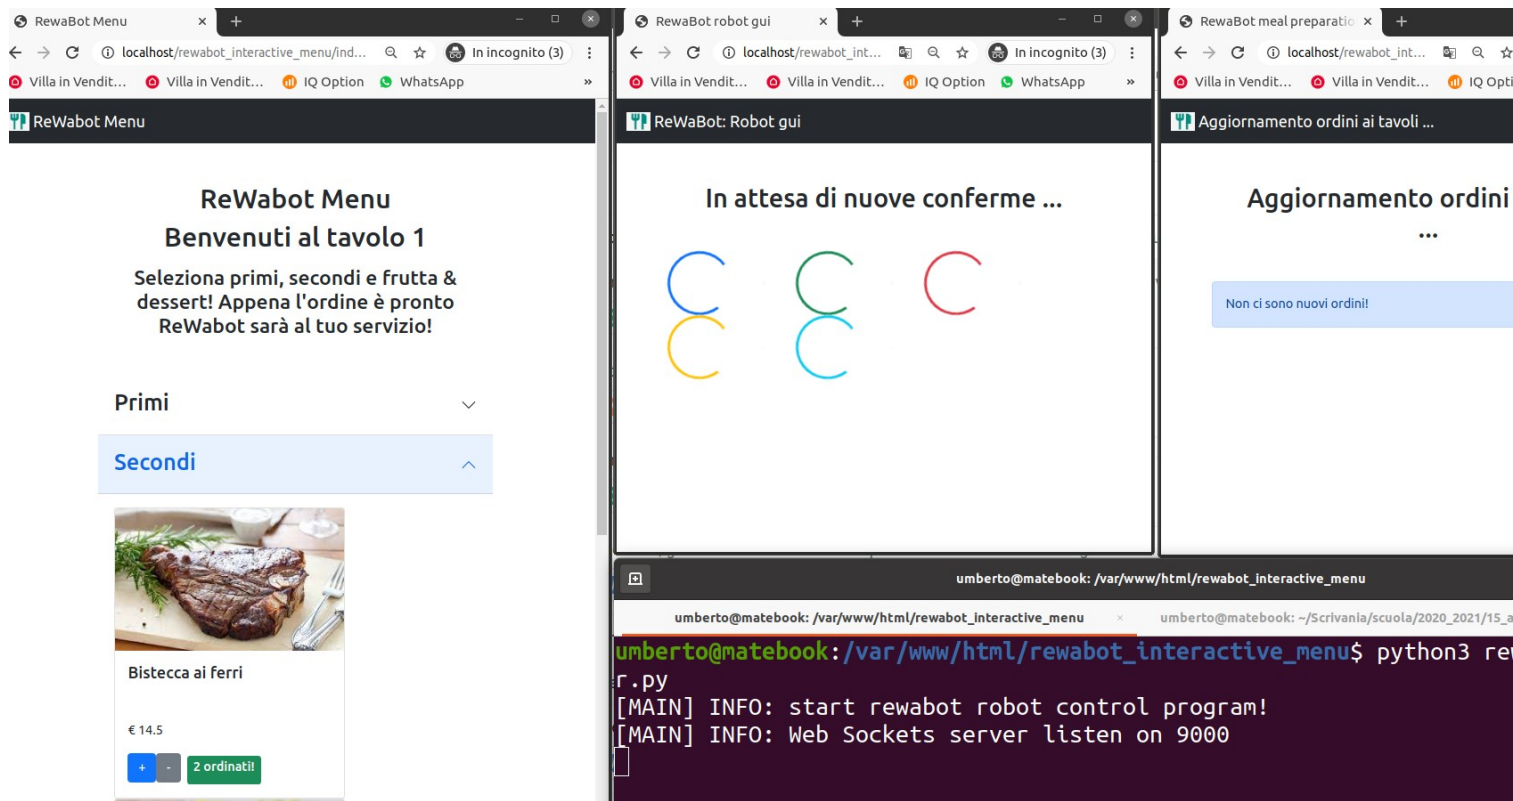 RewaBot Menu
localhost/rewabot_interactive_menu/ind...
In incognito (3)
Villa in Vendit...
Villa in Vendit...
IQ Option
WhatsApp
»
ReWabot Menu
ReWabot Menu
Benvenuti al tavolo 1
Seleziona primi, secondi e frutta &
dessert! Appena l'ordine è pronto
ReWabot sarà al tuo servizio!
Primi
Secondi
Bistecca ai ferri
€ 14.5
+
-
2 ordinati!
RewaBot robot gui
localhost/rewabot_int...
In incognito (3)
Villa in Vendit...
Villa in Vendit...
IQ Option
WhatsApp
»
ReWaBot: Robot gui
In attesa di nuove conferme ...
RewaBot meal preparatio
localhost/rewabot_int...
Villa in Vendit...
Villa in Vendit...
IQ Opti
Aggiornamento ordini ai tavoli ...
Aggiornamento ordini
...
Non ci sono nuovi ordini!
umberto@matebook: /var/www/html/rewabot_interactive_menu
umberto@matebook: /var/www/html/rewabot_interactive_menu
umberto@matebook: ~/Scrivania/scuola/2020_2021/15_a
umberto@matebook:/var/www/html/rewabot_interactive_menu$ python3 rew
r.py
[MAIN] INFO: start rewabot robot control program!
[MAIN] INFO: Web Sockets server listen on 9000